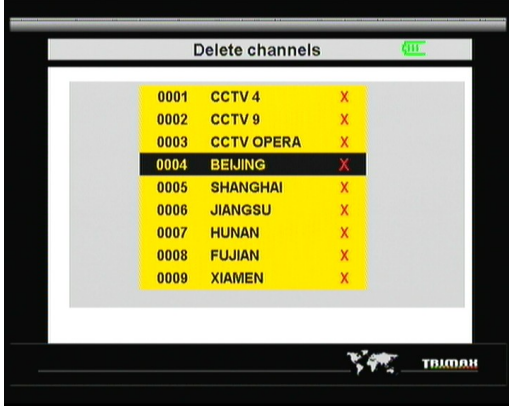 Delete channels
0001 CCTV 4 X
0002 CCTV 9 X
0003 CCTV OPERA X
0004 BEIJING X
0005 SHANGHAI X
0006 JIANGSU X
0007 HUNAN X
0008 FUJIAN X
0009 XIAMEN X
TRIMAX